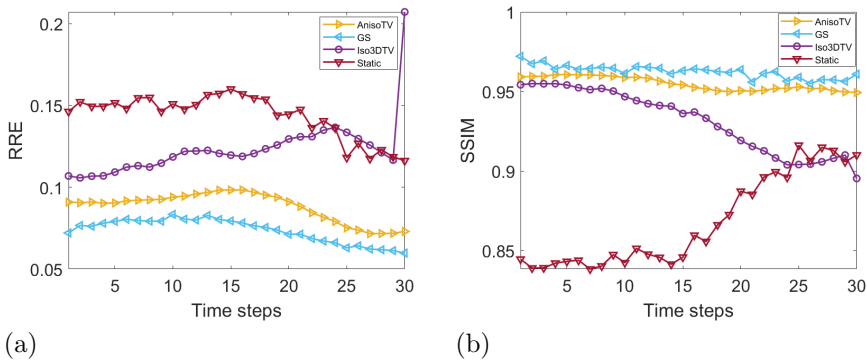 0.2
0.15
0.1
0.05
RRE
5 10 15 20 25 30
Time steps
AnisoTV
GS
Iso3DTV
Static
(a)
1
0.95
0.9
0.85
SSIM
5 10 15 20 25 30
Time steps
AnisoTV
GS
Iso3DTV
Static
(b)